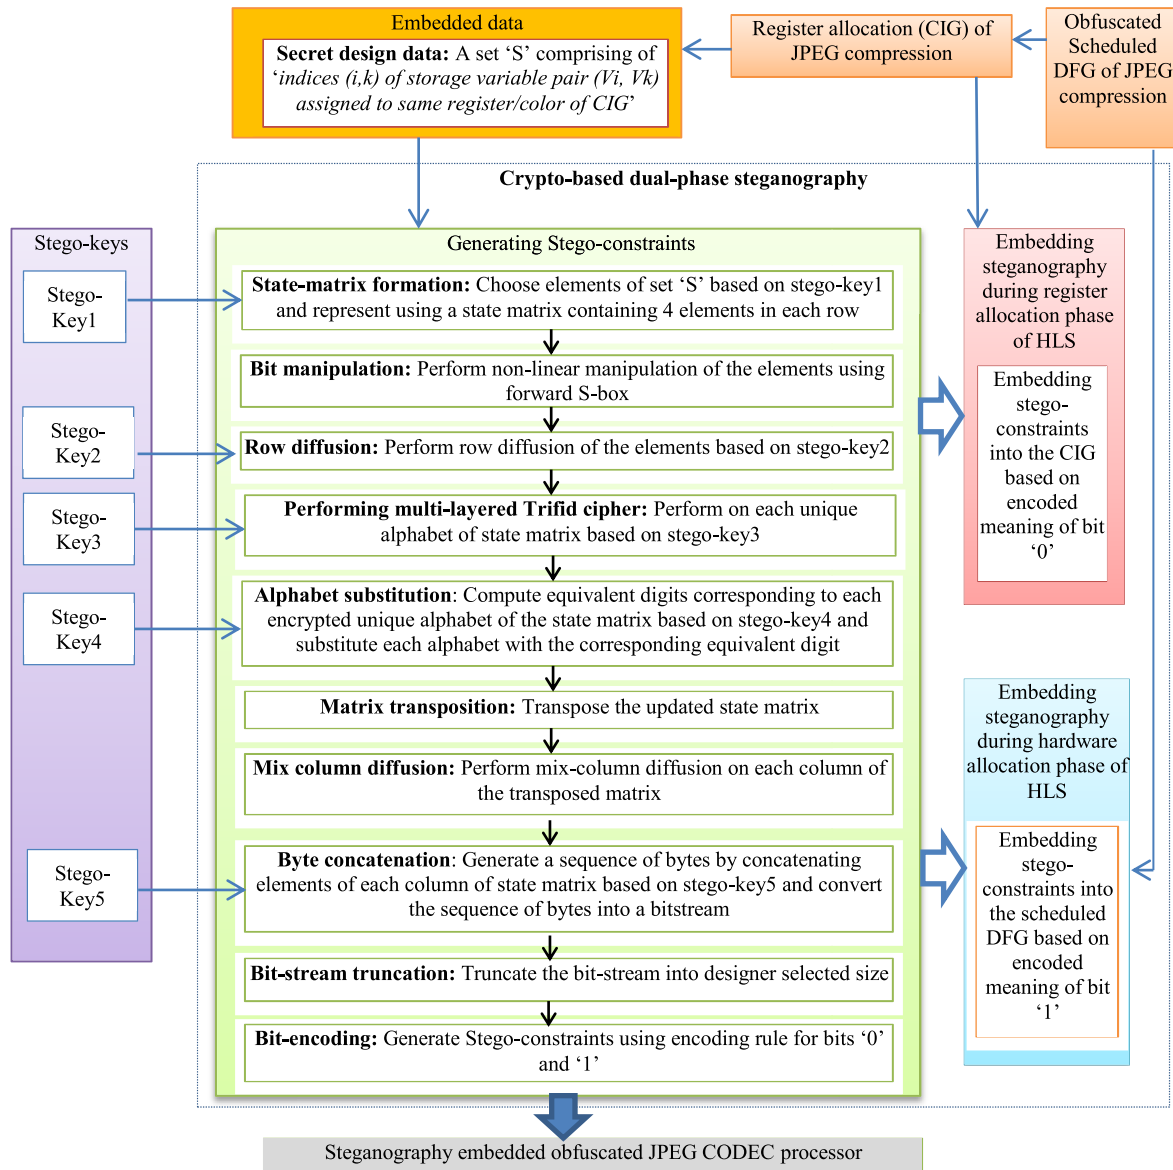 Embedded data
Secret design data: A set ‘S’ comprising of
‘indices (i,k) of storage variable pair (Vi, Vk)
assigned to same register/color of CIG’
Register allocation (CIG) of
JPEG compression
Obfuscated
Scheduled
DFG of JPEG
compression
Crypto-based dual-phase steganography
Stego-keys
Stego-
Key1
Stego-
Key2
Stego-
Key3
Stego-
Key4
Stego-
Key5
Generating Stego-constraints
State-matrix formation: Choose elements of set ‘S’ based on stego-key1
and represent using a state matrix containing 4 elements in each row
Bit manipulation: Perform non-linear manipulation of the elements using
forward S-box
Row diffusion: Perform row diffusion of the elements based on stego-key2
Performing multi-layered Trifid cipher: Perform on each unique
alphabet of state matrix based on stego-key3
Alphabet substitution: Compute equivalent digits corresponding to each
encrypted unique alphabet of the state matrix based on stego-key4 and
substitute each alphabet with the corresponding equivalent digit
Matrix transposition: Transpose the updated state matrix
Mix column diffusion: Perform mix-column diffusion on each column of
the transposed matrix
Byte concatenation: Generate a sequence of bytes by concatenating
elements of each column of state matrix based on stego-key5 and convert
the sequence of bytes into a bitstream
Bit-stream truncation: Truncate the bit-stream into designer selected size
Bit-encoding: Generate Stego-constraints using encoding rule for bits ‘0’
and ‘1’
Embedding
steganography
during register
allocation phase
of HLS
Embedding
stego-
constraints
into the CIG
based on
encoded
meaning of bit
‘0’
Embedding
steganography
during hardware
allocation phase of
HLS
Embedding
stego-
constraints into
the scheduled
DFG based on
encoded
meaning of bit
‘1’
Steganography embedded obfuscated JPEG CODEC processor